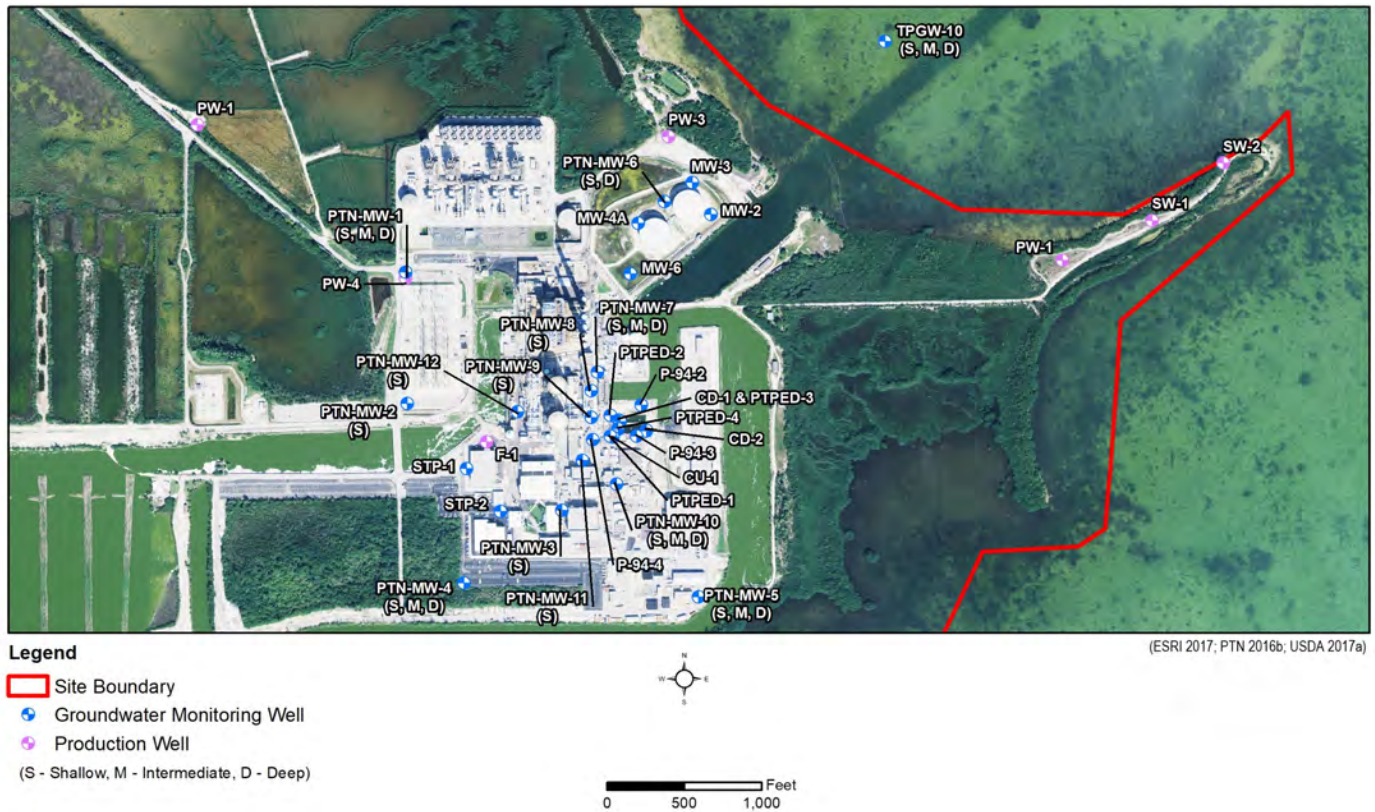 TPGW-10
(S, M, D)
PW-1
PW-3
SW-2
PTN-MW-6
(S, D)
MW-3
MW-2
MW-4A
SW-1
PTN-MW-1
(S, M, D)
PW-1
MW-6
PW-4
PTN-MW-7
(S, M, D)
PTN-MW-8
(S)
PTPED-2
PTN-MW-12
(S)
PTN-MW-9
(S)
P-94-2
CD-1 & PTPED-3
PTN-MW-2
(S)
PTPED-4
CD-2
F-1
P-94-3
STP-1
CU-1
PTPED-1
STP-2
PTN-MW-10
(S, M, D)
PTN-MW-3
(S)
P-94-4
PTN-MW-4
(S, M, D)
PTN-MW-11
(S)
PTN-MW-5
(S, M, D)
(ESRI 2017; PTN 2016b; USDA 2017a)
Legend
Site Boundary
Groundwater Monitoring Well
Production Well
(S - Shallow, M - Intermediate, D - Deep)
N
W E
S
Feet
0 500 1,000